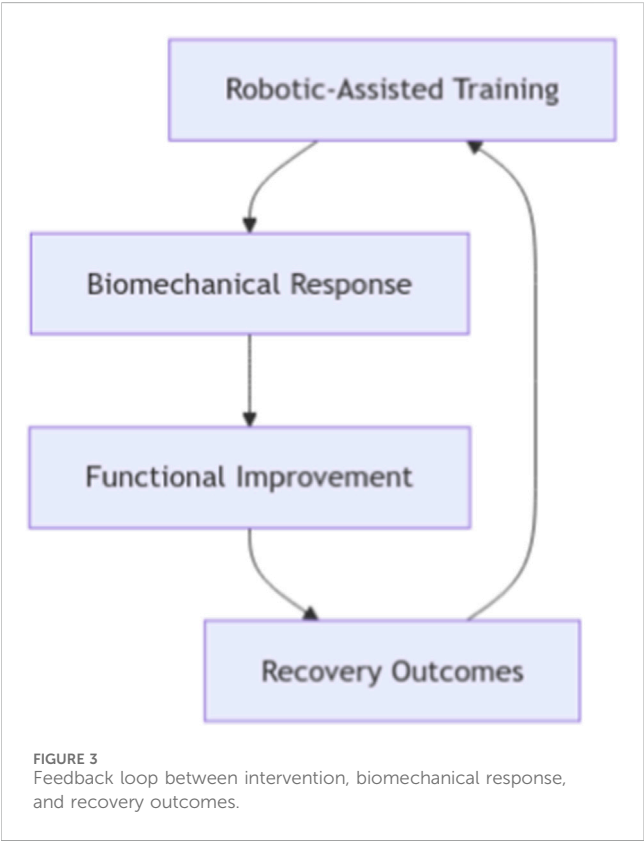 Robotic-Assisted Training
Biomechanical Response
Functional Improvement
Recovery Outcomes
FIGURE 3
Feedback loop between intervention, biomechanical response,
and recovery outcomes.